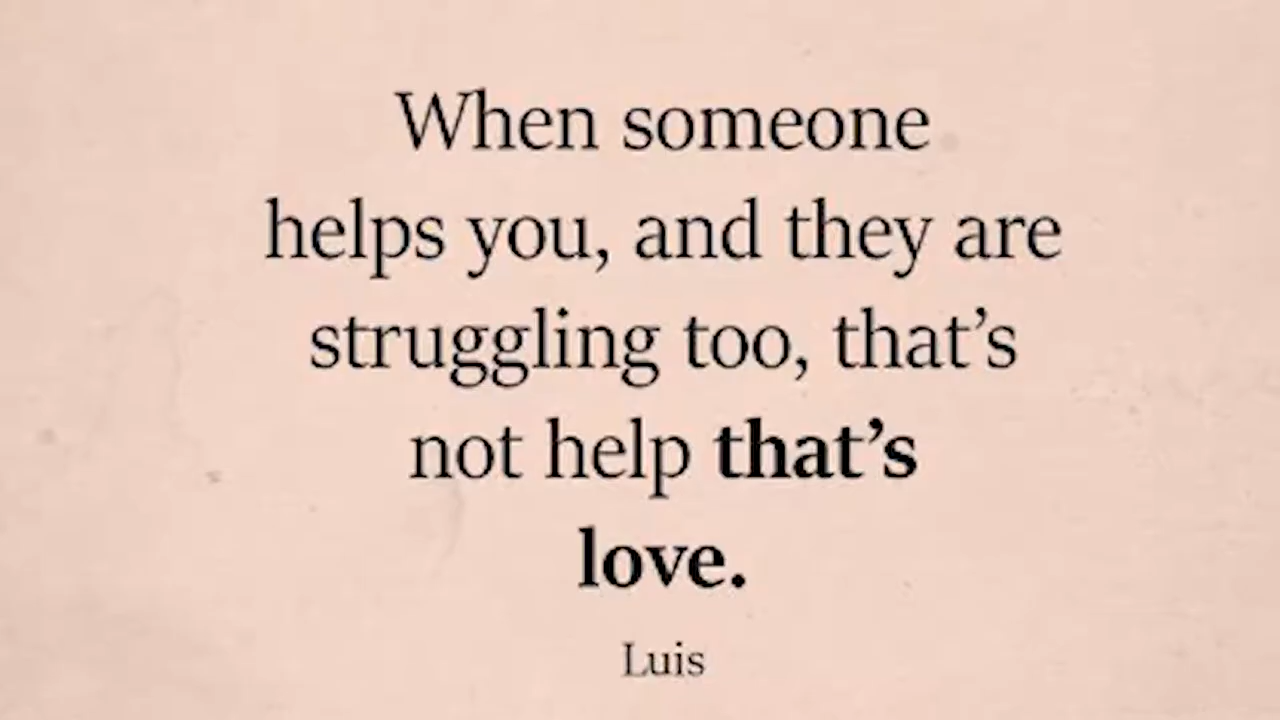 When someone
helps you, and they are
struggling too, that’s
not help that’s
love.
Luis